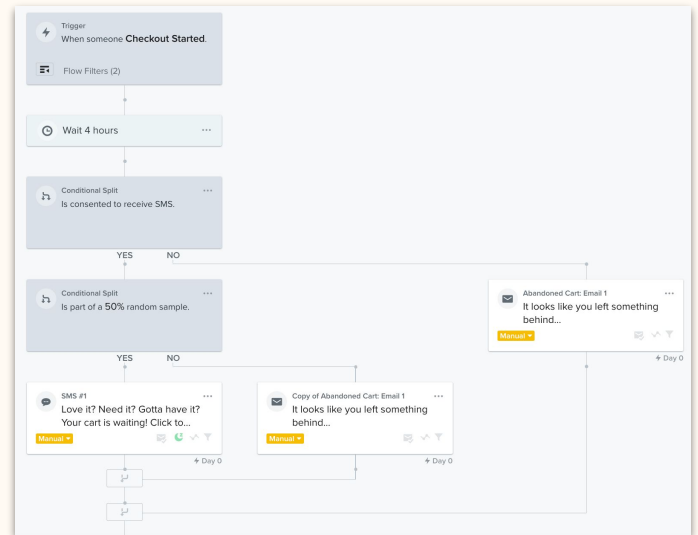 Trigger
When someone Checkout Started.
Flow Filters (2)
Wait 4 hours
Conditional Split
Is consented to receive SMS.
YES NO
Conditional Split
Is part of a 50% random sample.
Abandoned Cart: Email 1
It looks like you left something
behind...
Manual
Day 0
YES NO
SMS #1
Love it? Need it? Gotta have it?
Your cart is waiting! Click to...
Manual
Day 0
Copy of Abandoned Cart: Email 1
It looks like you left something
behind...
Manual
Day 0